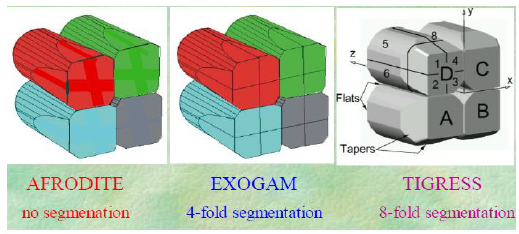 y
z
x
5
8
6
1
4
D
2
3
C
A
B
Flats
Tapers
AFRODITE
EXOGAM
TIGRESS
no segmenation
4-fold segmentation
8-fold segmentation